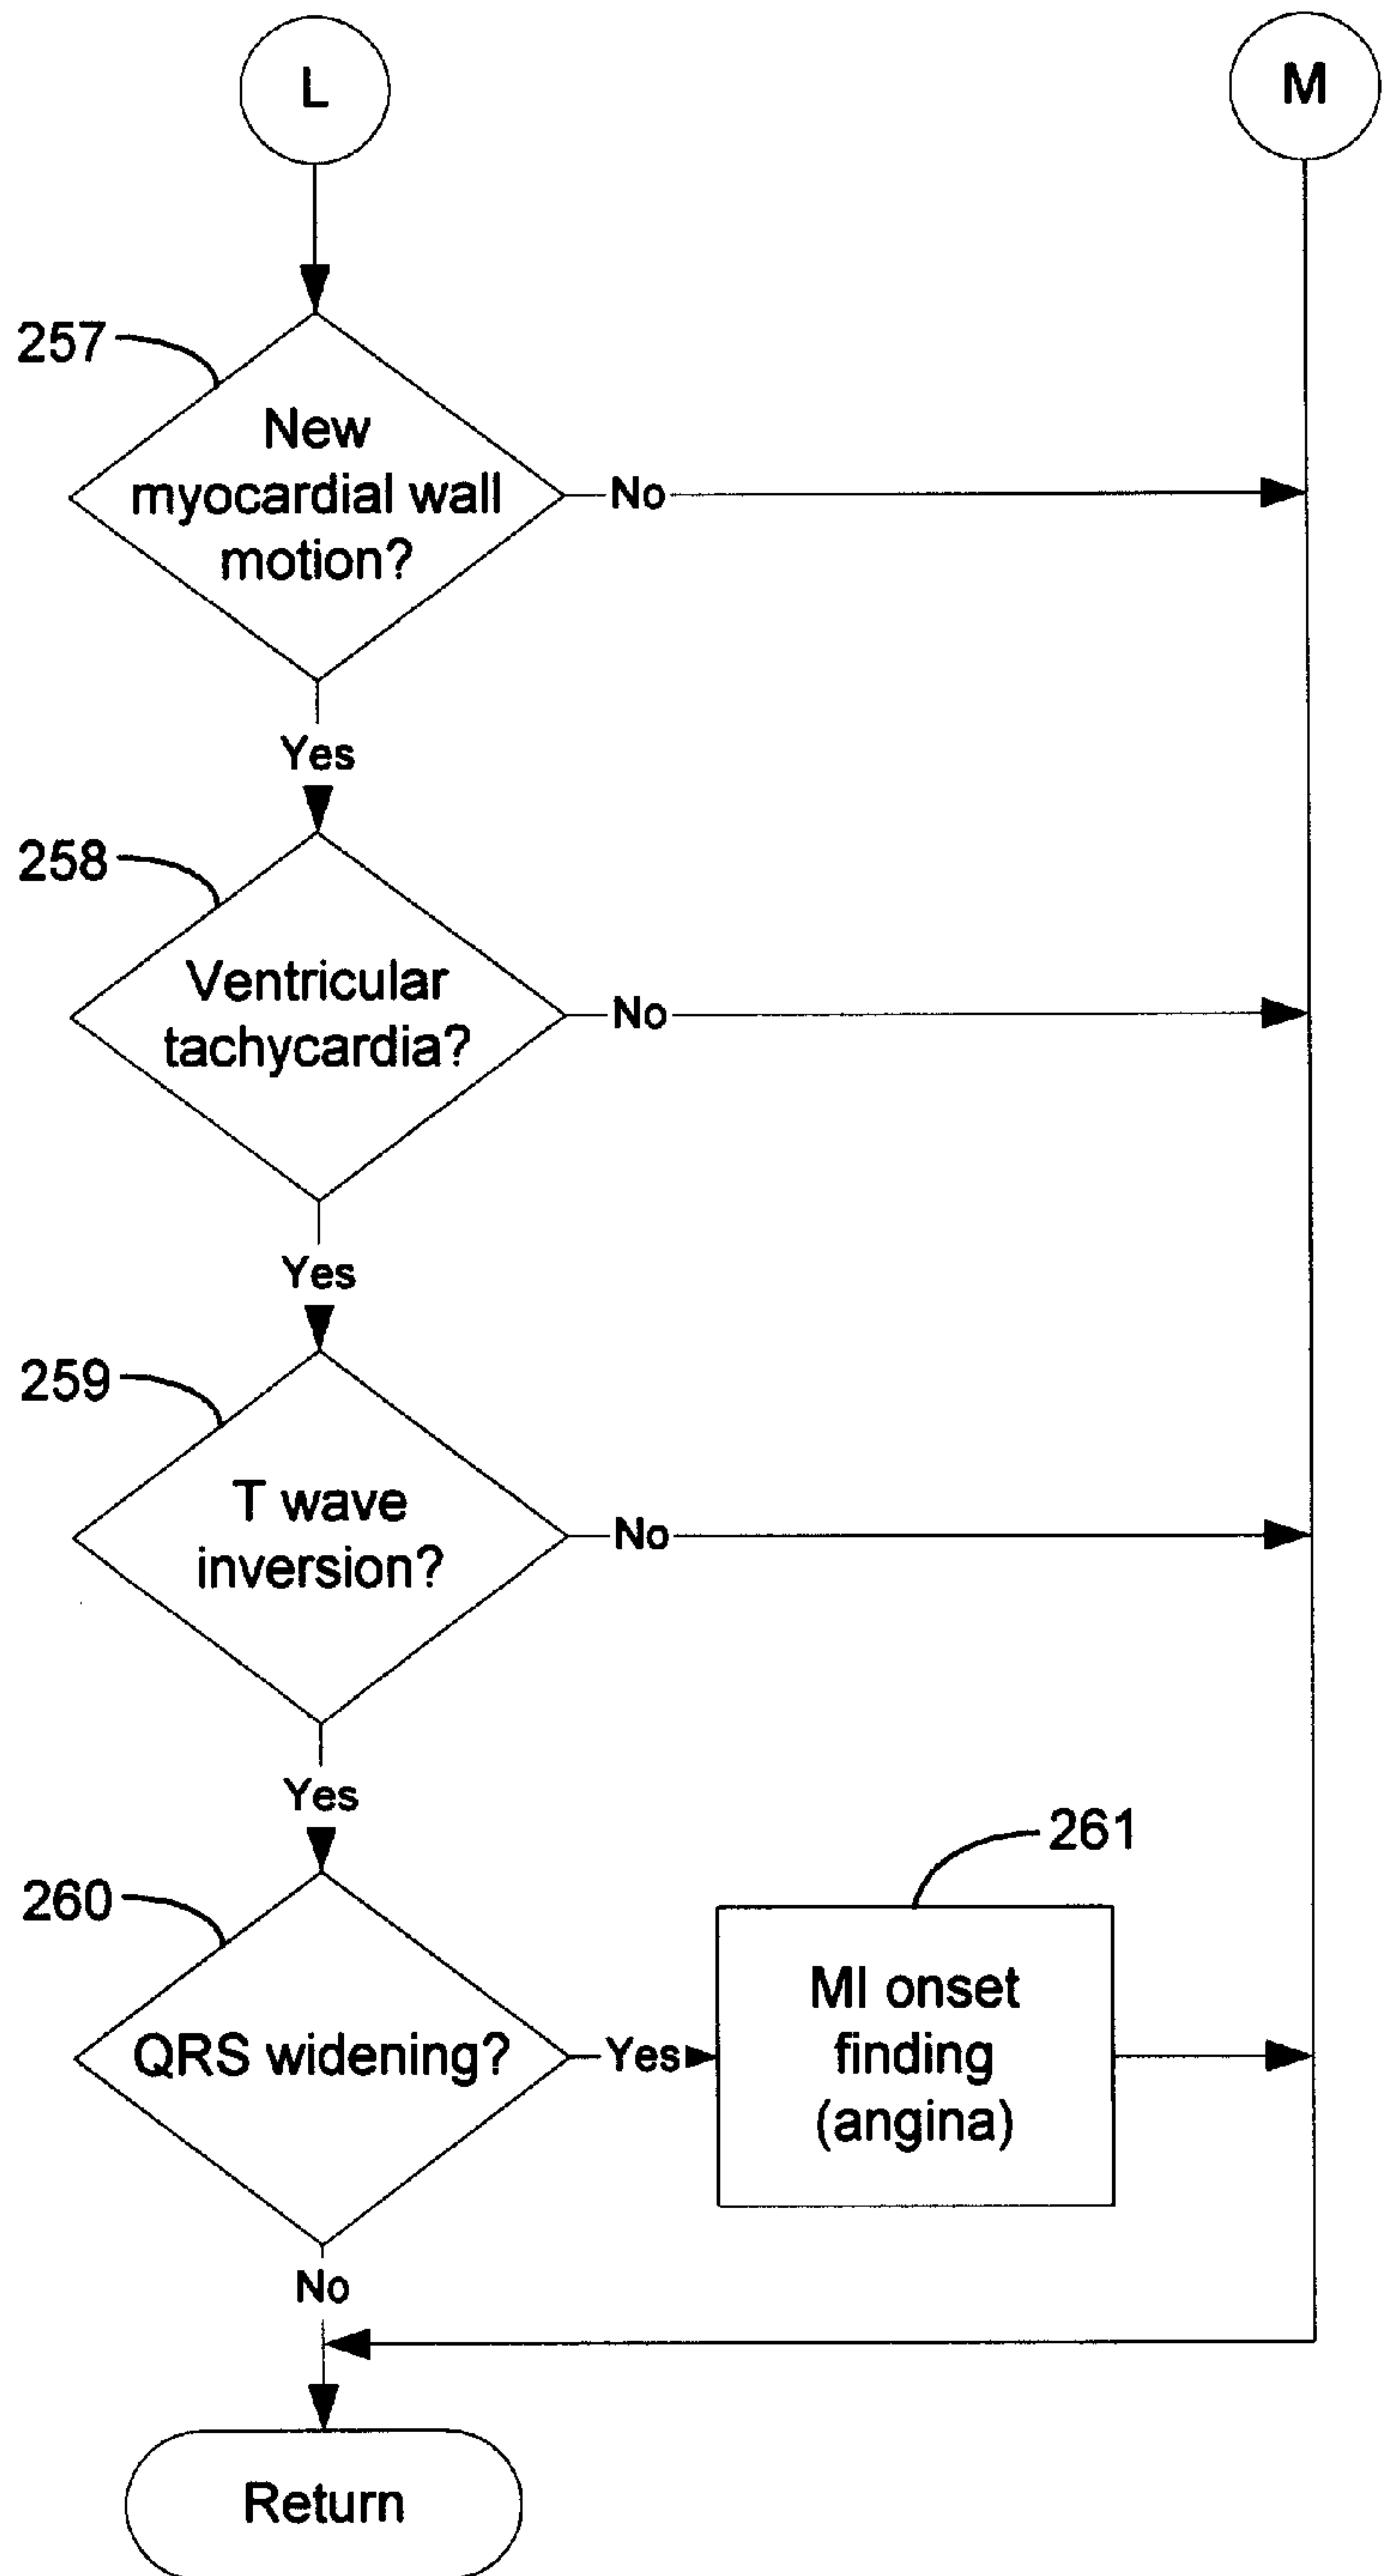 L
M
257
New
myocardial wall
motion?
No
Yes
258
Ventricular
tachycardia?
No
Yes
259
T wave
inversion?
No
Yes
260
QRS widening?
Yes
261
MI onset
finding
(angina)
No
Return